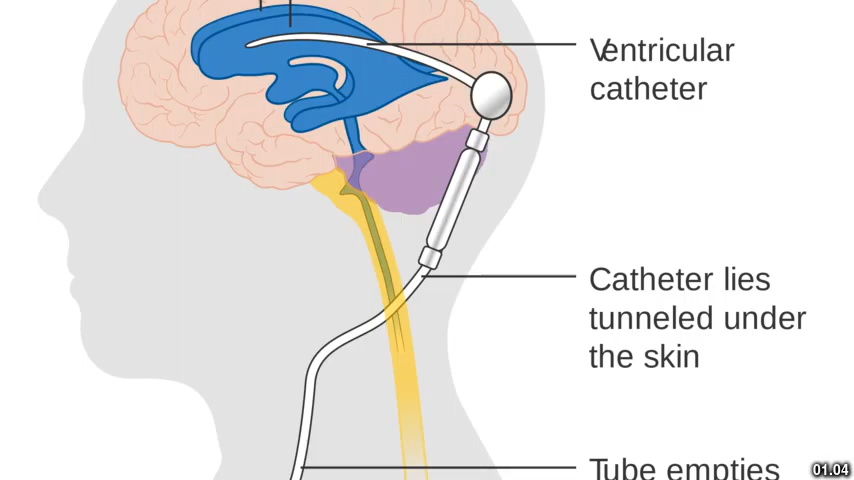 Ventricular
catheter
Catheter lies
tunneled under
the skin
Tube empties
01.04